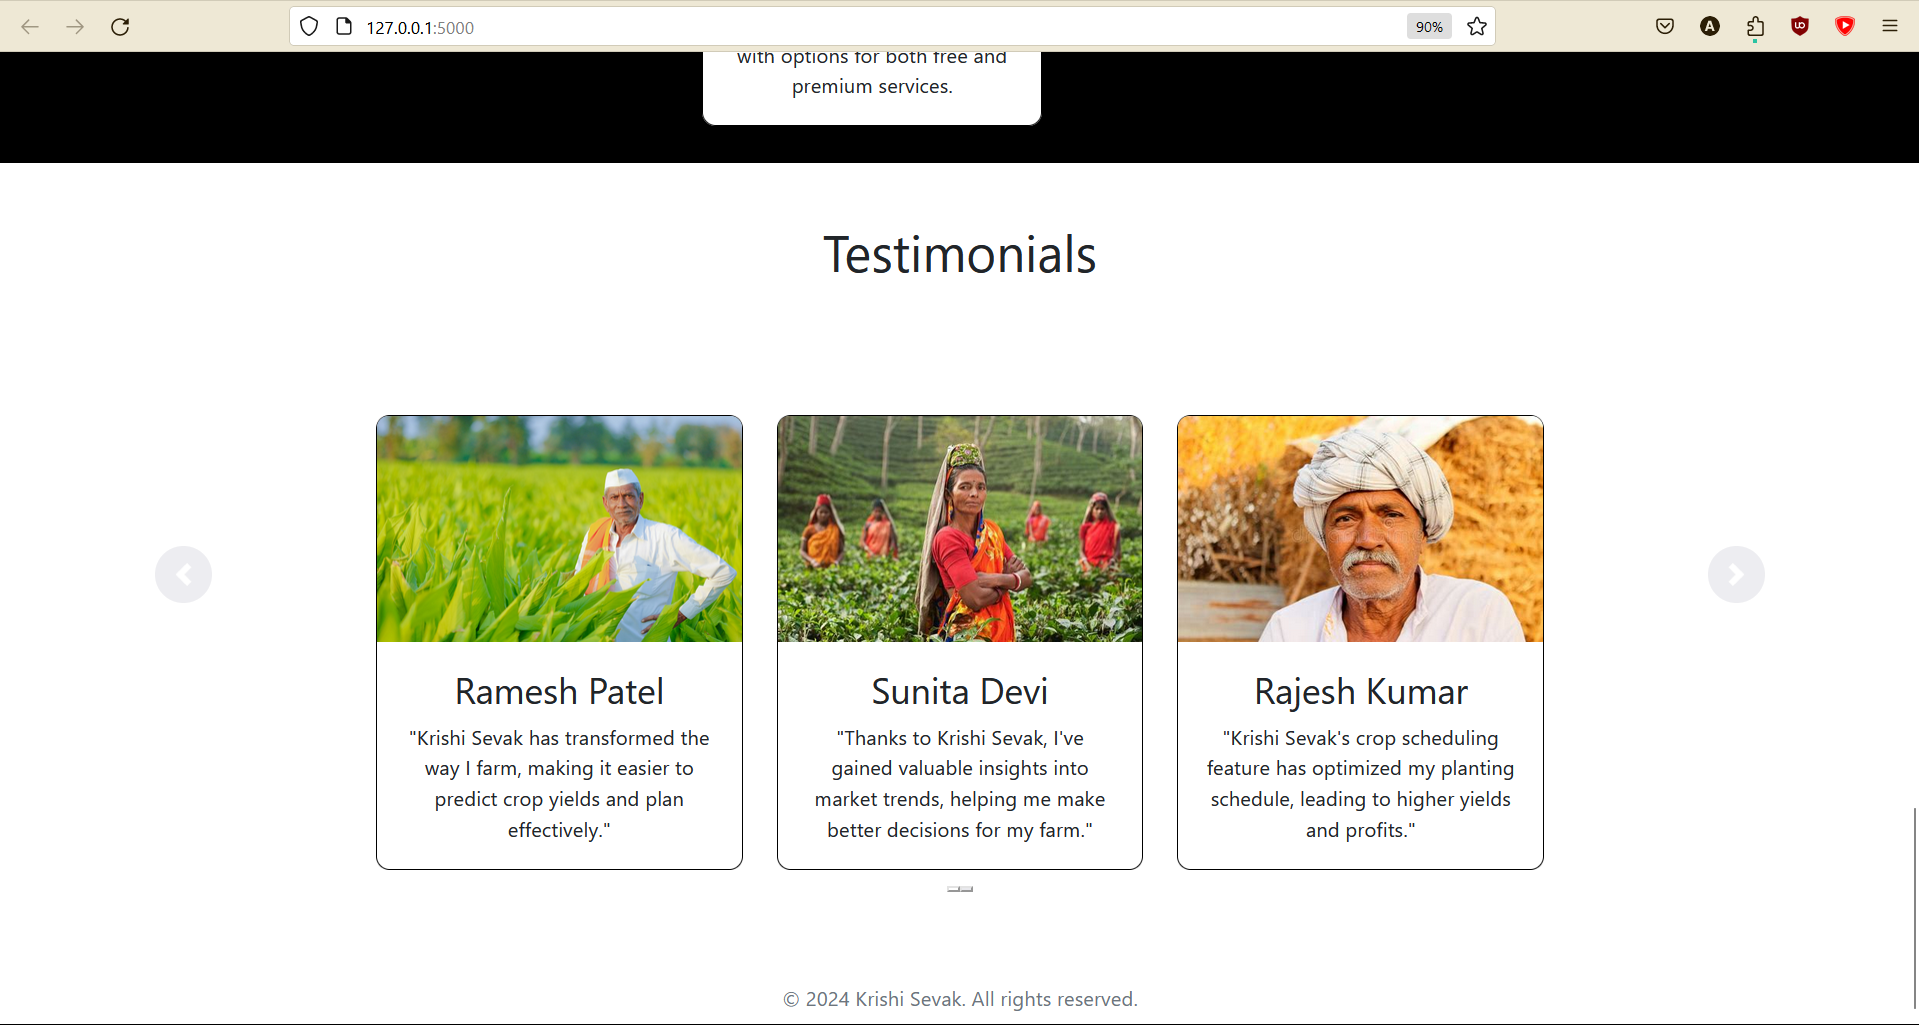 127.0.0.1:5000
90%
with options for both free and
premium services.
Testimonials
Ramesh Patel
"Krishi Sevak has transformed the
way I farm, making it easier to
predict crop yields and plan
effectively."
Sunita Devi
"Thanks to Krishi Sevak, I've
gained valuable insights into
market trends, helping me make
better decisions for my farm."
Rajesh Kumar
"Krishi Sevak's crop scheduling
feature has optimized my planting
schedule, leading to higher yields
and profits."
© 2024 Krishi Sevak. All rights reserved.